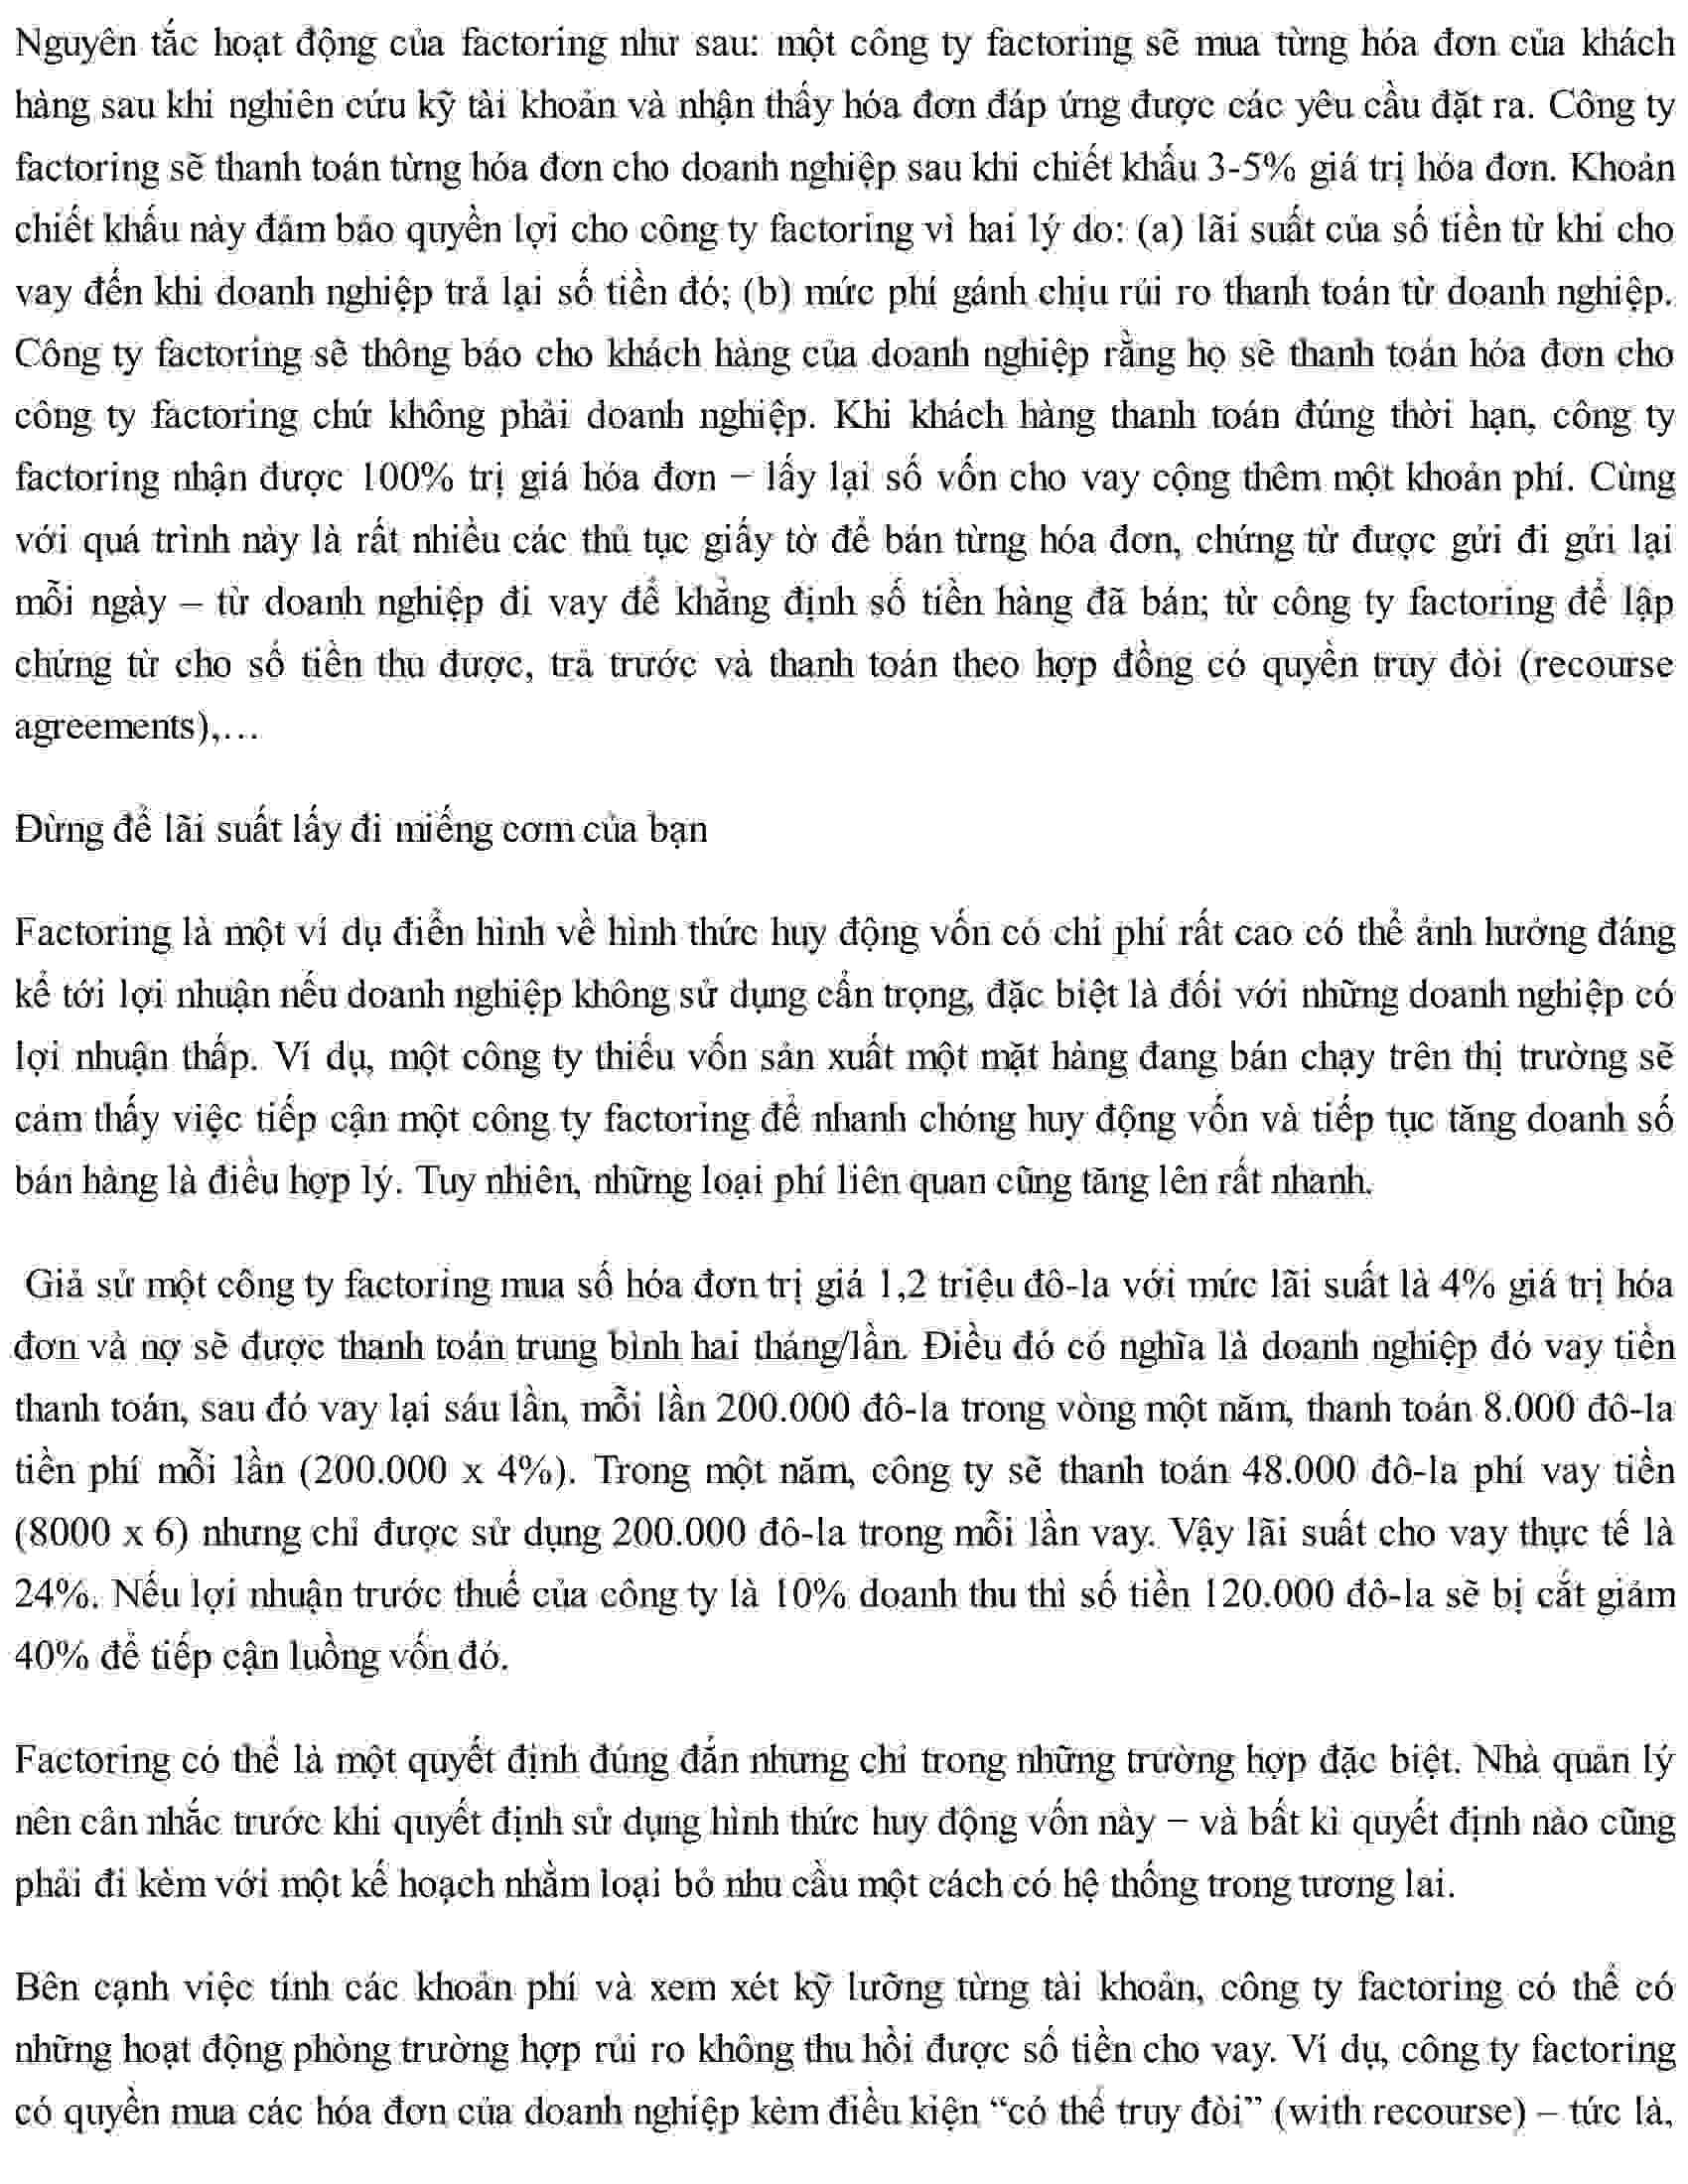 Nguyên tắc hoạt động của factoring như sau: một công ty factoring sẽ mua từng hóa đơn của khách
hàng sau khi nghiên cứu kỹ tài khoản và nhận thấy hóa đơn đáp ứng được các yêu cầu đặt ra. Công ty
factoring sẽ thanh toán từng hóa đơn cho doanh nghiệp sau khi chiết khấu 3-5% giá trị hóa đơn. Khoản
chiết khấu này đảm bảo quyền lợi cho công ty factoring vì hai lý do: (a) lãi suất của số tiền từ khi cho
vay đến khi doanh nghiệp trả lại số tiền đó; (b) mức phí gánh chịu rủi ro thanh toán từ doanh nghiệp.
Công ty factoring sẽ thông báo cho khách hàng của doanh nghiệp rằng họ sẽ thanh toán hóa đơn cho
công ty factoring chứ không phải doanh nghiệp. Khi khách hàng thanh toán đúng thời hạn, công ty
factoring nhận được 100% trị giá hóa đơn – lấy lại số vốn cho vay cộng thêm một khoản phí. Cùng
với quá trình này là rất nhiều các thủ tục giấy tờ để bán từng hóa đơn, chứng từ được gửi đi gửi lại
mỗi ngày – từ doanh nghiệp đi vay để khẳng định số tiền hàng đã bán; từ công ty factoring để lập
chứng từ cho số tiền thu được, trả trước và thanh toán theo hợp đồng có quyền truy đòi (recourse
agreements),…
Đừng để lãi suất lấy đi miếng cơm của bạn
Factoring là một ví dụ điển hình về hình thức huy động vốn có chi phí rất cao có thể ảnh hưởng đáng
kể tới lợi nhuận nếu doanh nghiệp không sử dụng cẩn trọng, đặc biệt là đối với những doanh nghiệp có
lợi nhuận thấp. Ví dụ, một công ty thiếu vốn sản xuất một mặt hàng đang bán chạy trên thị trường sẽ
cảm thấy việc tiếp cận một công ty factoring để nhanh chóng huy động vốn và tiếp tục tăng doanh số
bán hàng là điều hợp lý. Tuy nhiên, những loại phí liên quan cũng tăng lên rất nhanh.
Giả sử một công ty factoring mua số hóa đơn trị giá 1,2 triệu đô-la với mức lãi suất là 4% giá trị hóa
đơn và nợ sẽ được thanh toán trung bình hai tháng/lần. Điều đó có nghĩa là doanh nghiệp đó vay tiền
thanh toán, sau đó vay lại sáu lần, mỗi lần 200.000 đô-la trong vòng một năm, thanh toán 8.000 đô-la
tiền phí mỗi lần (200.000 x 4%). Trong một năm, công ty sẽ thanh toán 48.000 đô-la phí vay tiền
(8000 x 6) nhưng chỉ được sử dụng 200.000 đô-la trong mỗi lần vay. Vậy lãi suất cho vay thực tế là
24%. Nếu lợi nhuận trước thuế của công ty là 10% doanh thu thì số tiền 120.000 đô-la sẽ bị cắt giảm
40% để tiếp cận luồng vốn đó.
Factoring có thể là một quyết định đúng đắn nhưng chỉ trong những trường hợp đặc biệt. Nhà quản lý
nên cân nhắc trước khi quyết định sử dụng hình thức huy động vốn này – và bất kì quyết định nào cũng
phải đi kèm với một kế hoạch nhằm loại bỏ nhu cầu một cách có hệ thống trong tương lai.
Bên cạnh việc tính các khoản phí và xem xét kỹ lưỡng từng tài khoản, công ty factoring có thể có
những hoạt động phòng trường hợp rủi ro không thu hồi được số tiền cho vay. Ví dụ, công ty factoring
có quyền mua các hóa đơn của doanh nghiệp kèm điều kiện “có thể truy đòi” (with recourse) – tức là,